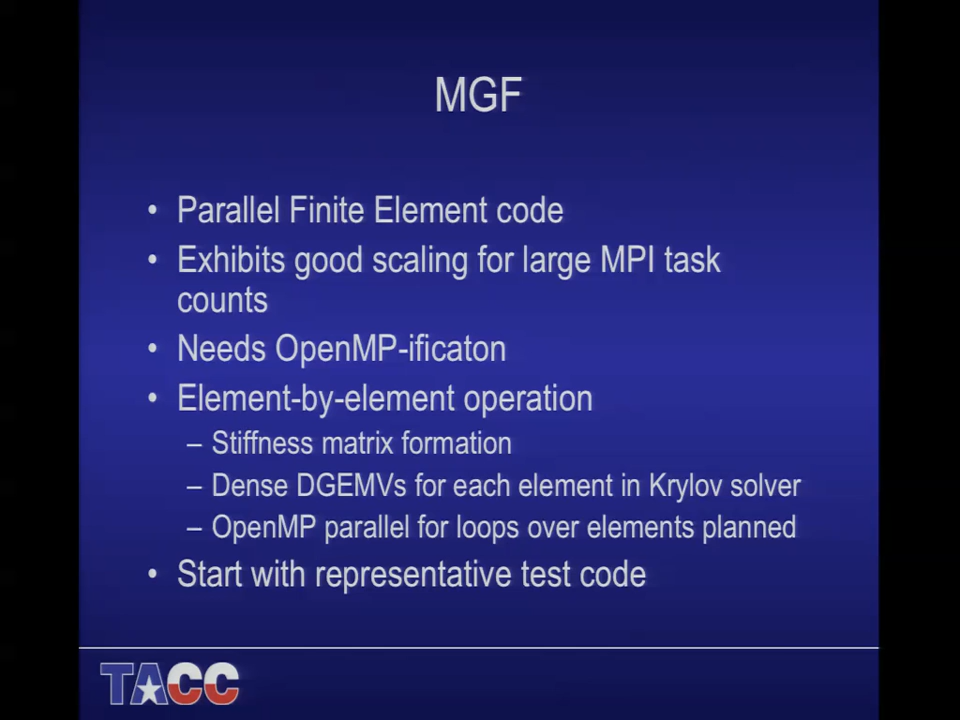 MGF
• Parallel Finite Element code
• Exhibits good scaling for large MPI task
counts
• Needs OpenMP-ificaton
• Element-by-element operation
– Stiffness matrix formation
– Dense DGEMVs for each element in Krylov solver
– OpenMP parallel for loops over elements planned
• Start with representative test code
TACC